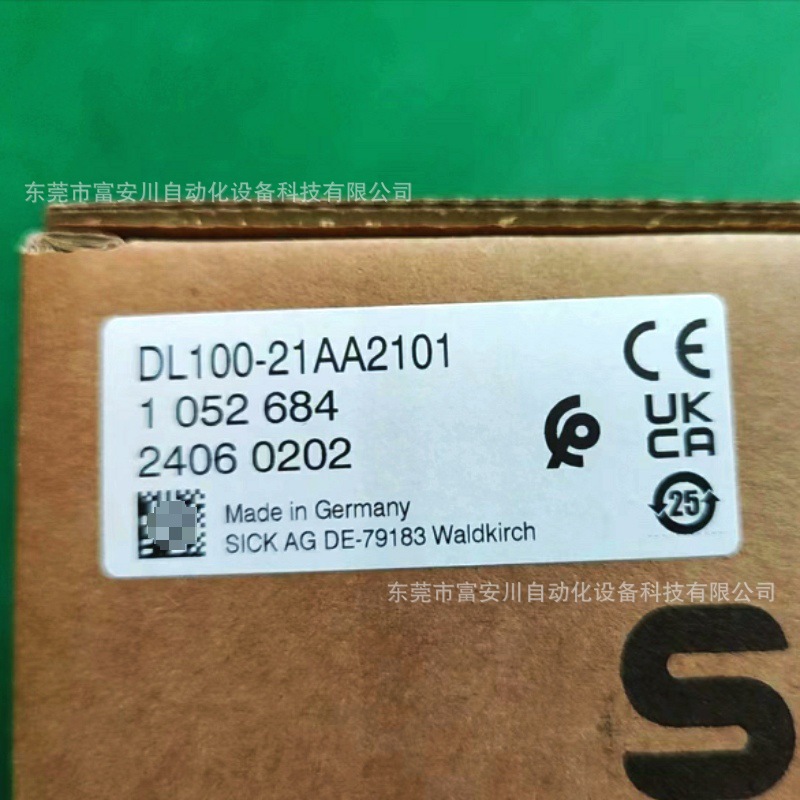 东莞市富安川自动化设备科技有限公司
DL100-21AA2101
1 052 684
2406 0202
CE
UK
CA
25
Made in Germany
SICK AG DE-79183 Waldkirch
东莞市富安川自动化设备科技有限公司
S